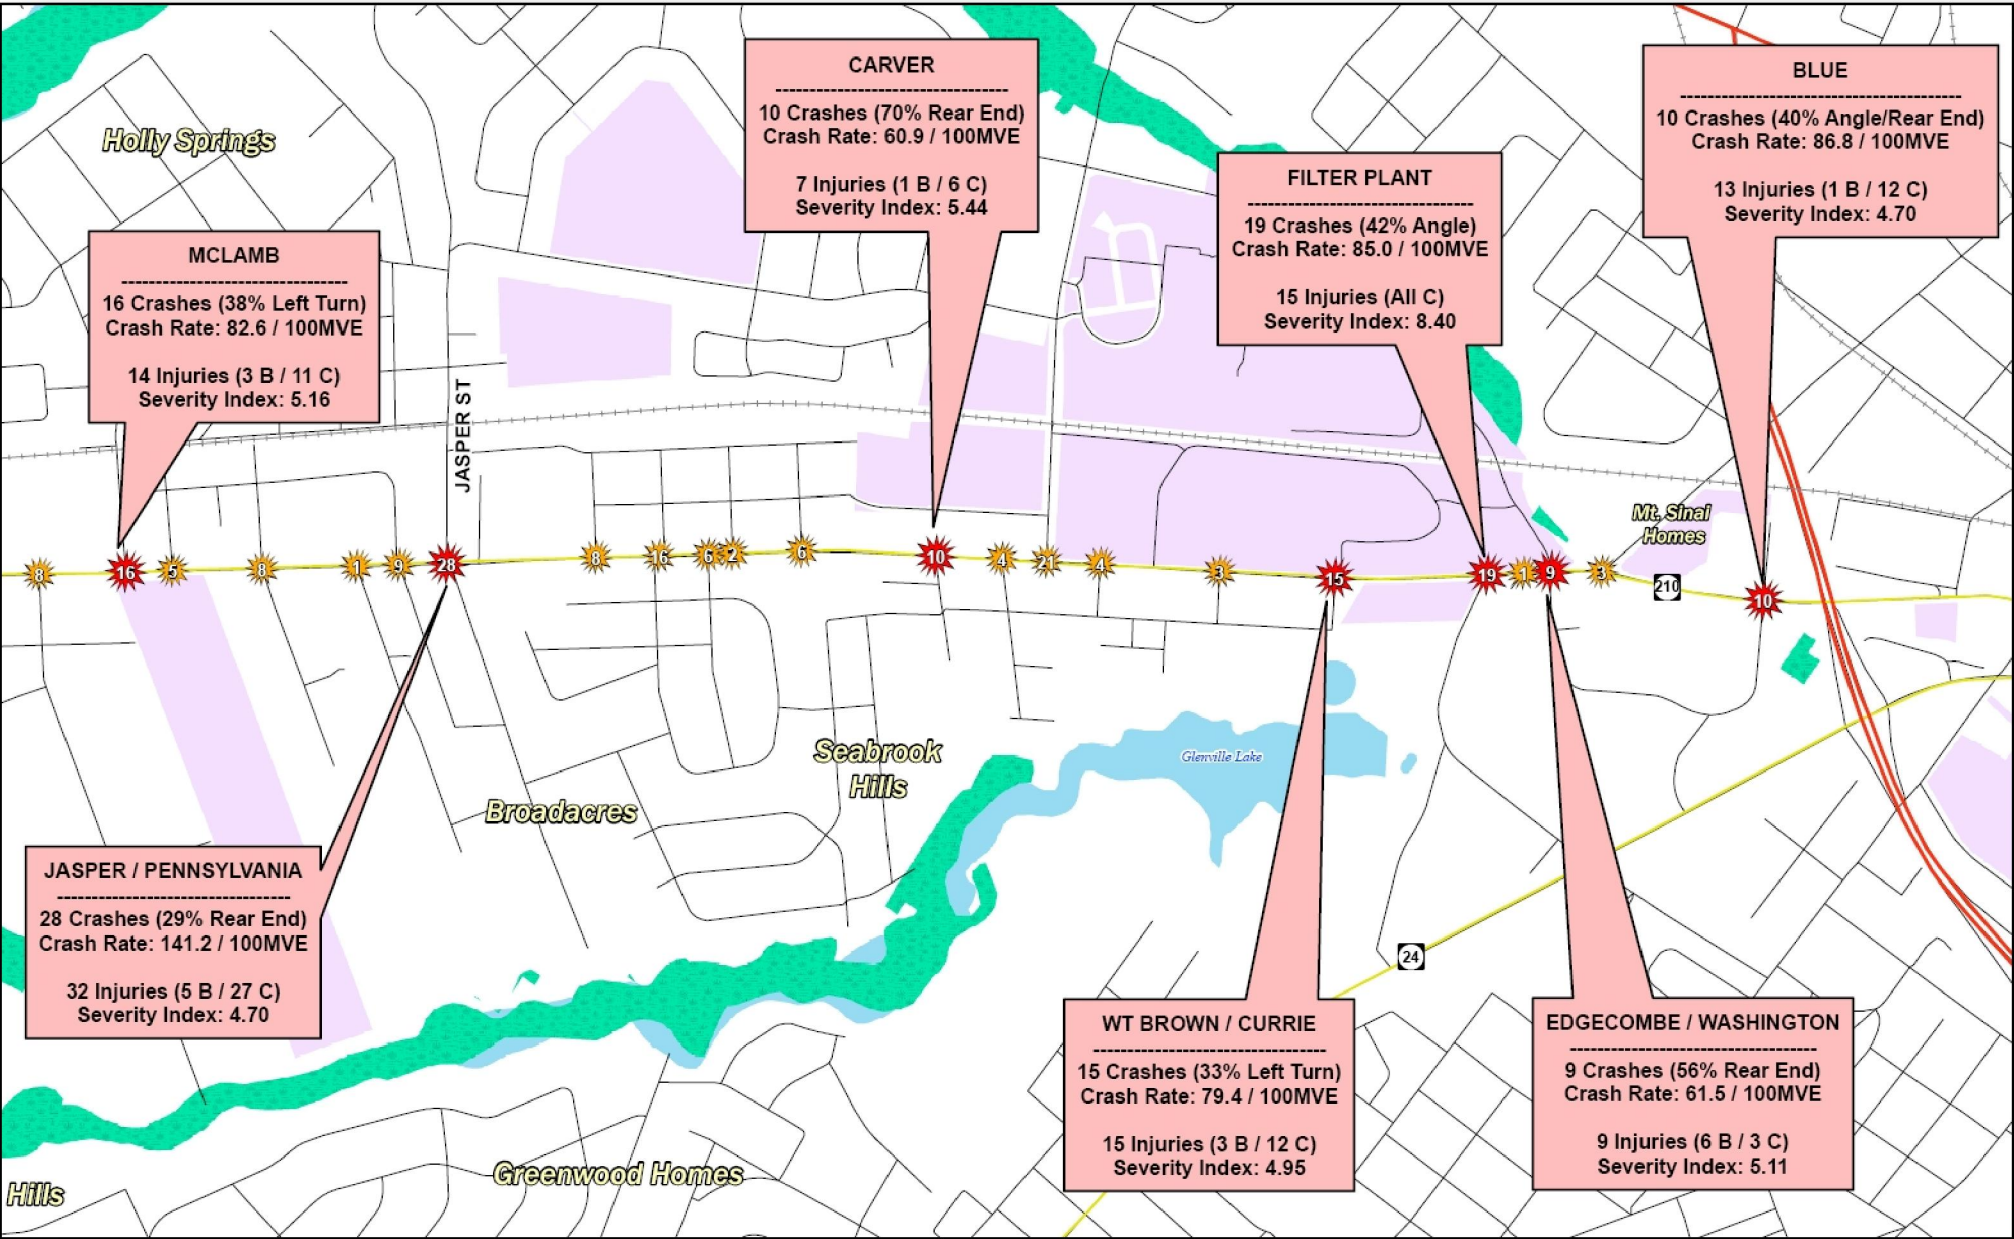 Holly Springs
CARVER
----------------------------------
10 Crashes (70% Rear End)
Crash Rate: 60.9 / 100MVE
7 Injuries (1 B / 6 C)
Severity Index: 5.44
BLUE
-----------------------------------------
10 Crashes (40% Angle/Rear End)
Crash Rate: 86.8 / 100MVE
13 Injuries (1 B / 12 C)
Severity Index: 4.70
FILTER PLANT
---------------------------------
19 Crashes (42% Angle)
Crash Rate: 85.0 / 100MVE
15 Injuries (All C)
Severity Index: 8.40
MCLAMB
---------------------------------
16 Crashes (38% Left Turn)
Crash Rate: 82.6 / 100MVE
14 Injuries (3 B / 11 C)
Severity Index: 5.16
JASPER ST
Mt. Sinai
Homes
8
16
5
8
1
9
28
8
16
6
2
6
10
4
21
4
3
15
19
1
9
3
210
10
Seabrook
Hills
Glenville Lake
Broadacres
JASPER / PENNSYLVANIA
----------------------------------
28 Crashes (29% Rear End)
Crash Rate: 141.2 / 100MVE
32 Injuries (5 B / 27 C)
Severity Index: 4.70
24
WT BROWN / CURRIE
----------------------------------
15 Crashes (33% Left Turn)
Crash Rate: 79.4 / 100MVE
15 Injuries (3 B / 12 C)
Severity Index: 4.95
EDGECOMBE / WASHINGTON
------------------------------------
9 Crashes (56% Rear End)
Crash Rate: 61.5 / 100MVE
9 Injuries (6 B / 3 C)
Severity Index: 5.11
Greenwood Homes
Hills